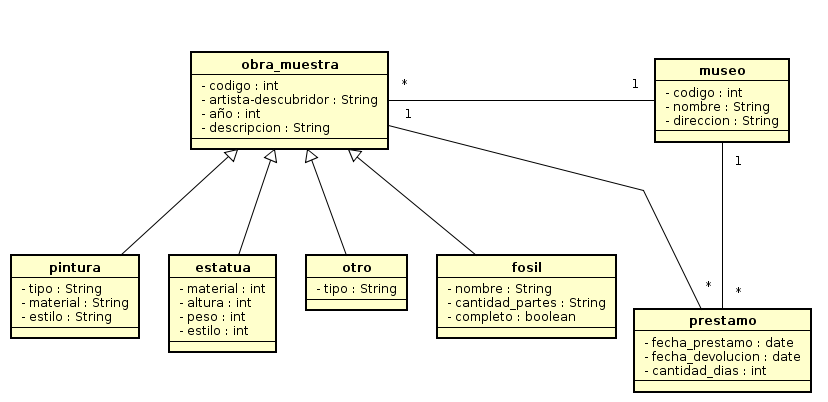 obra_muestra
- codigo : int
- artista-descubridor : String
- año : int
- descripcion : String
*
1
1
museo
- codigo : int
- nombre : String
- direccion : String
1
pintura
- tipo : String
- material : String
- estilo : String
estatua
- material : int
- altura : int
- peso : int
- estilo : int
otro
- tipo : String
fosil
- nombre : String
- cantidad_partes : String
- completo : boolean
*
*
prestamo
- fecha_prestamo : date
- fecha_devolucion : date
- cantidad_dias : int